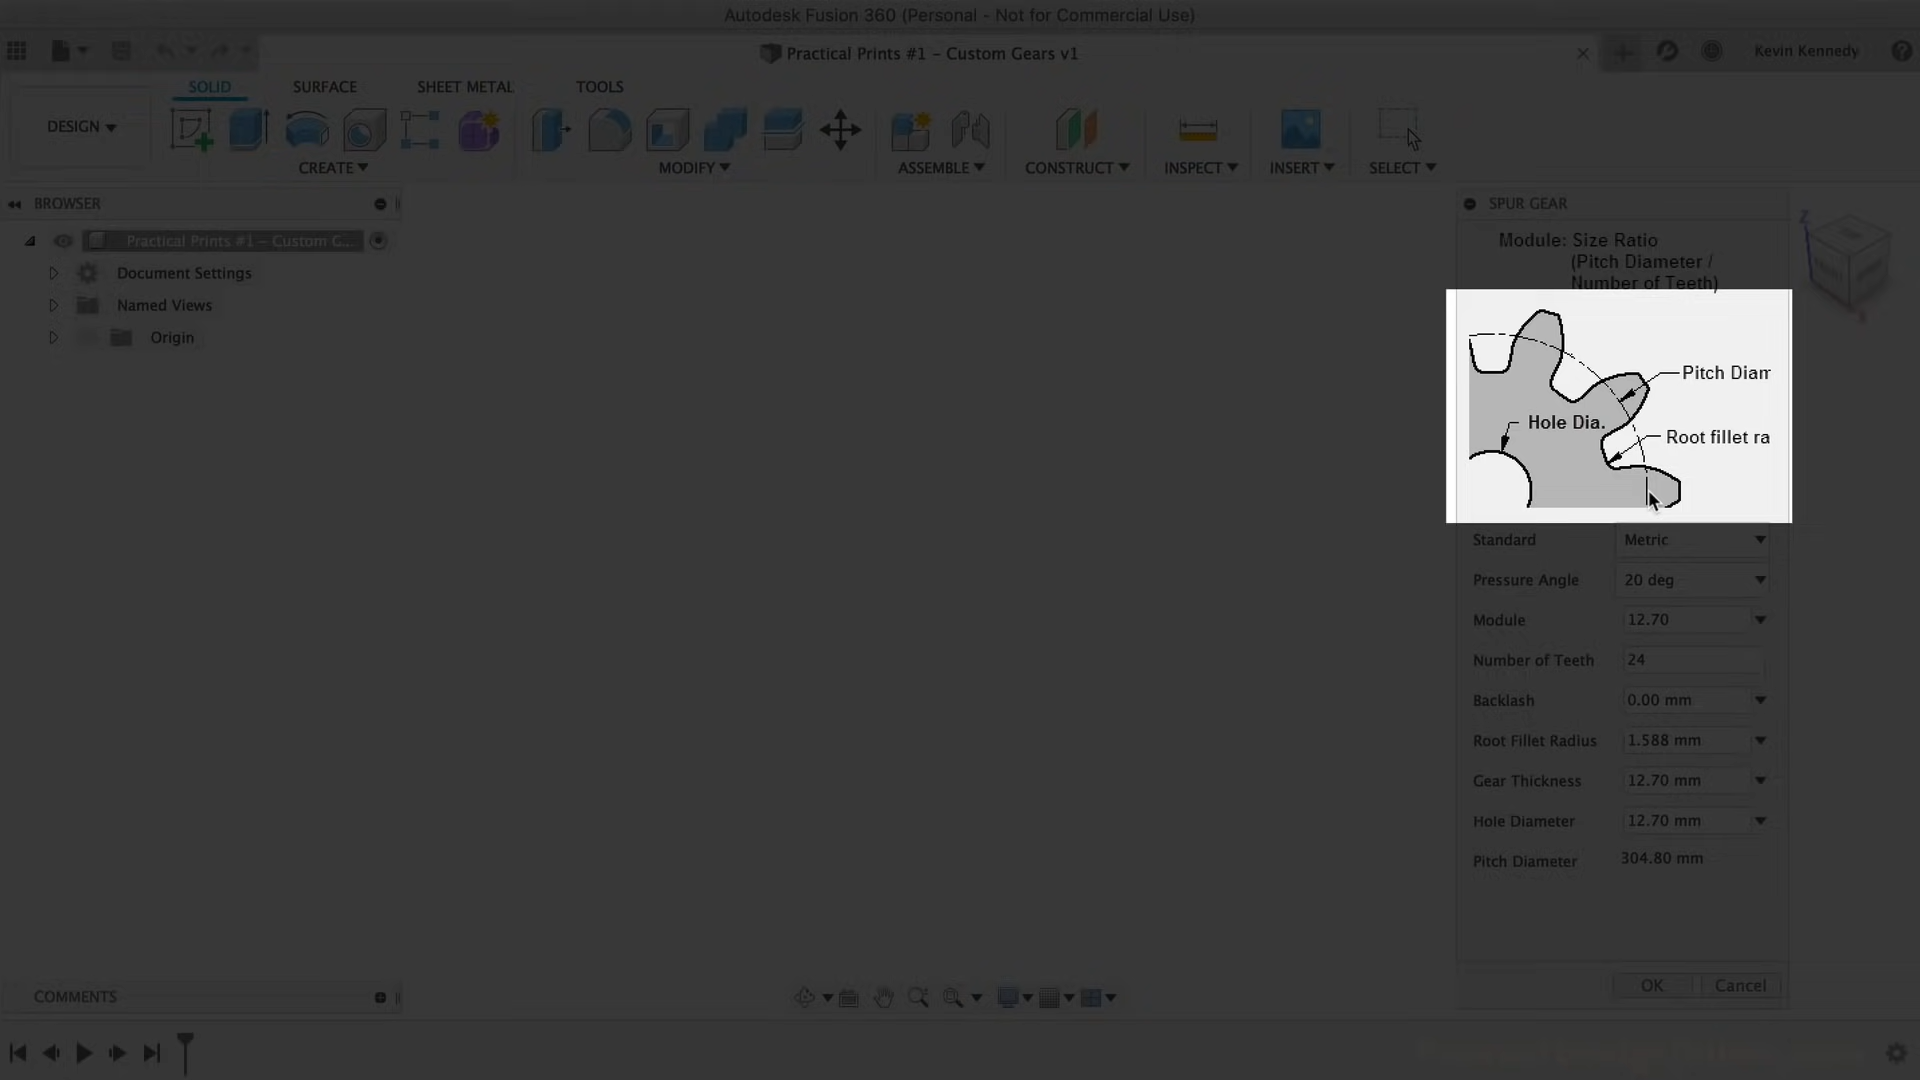 Autodesk Fusion 360 (Personal - Not for Commercial Use)
Practical Prints #1 - Custom Gears v1
Kevin Kennedy
SOLID
SURFACE
SHEET METAL
TOOLS
DESIGN
CREATE
MODIFY
ASSEMBLE
CONSTRUCT
INSPECT
INSERT
SELECT
BROWSER
Practical Prints #1 - Custom G...
Document Settings
Named Views
Origin
SPUR GEAR
Module: Size Ratio
(Pitch Diameter /
Number of Teeth)
Pitch Diam
Hole Dia.
Root fillet ra
Standard Metric
Pressure Angle 20 deg
Module 12.70
Number of Teeth 24
Backlash 0.00 mm
Root Fillet Radius 1.588 mm
Gear Thickness 12.70 mm
Hole Diameter 12.70 mm
Pitch Diameter 304.80 mm
OK Cancel
COMMENTS
Z